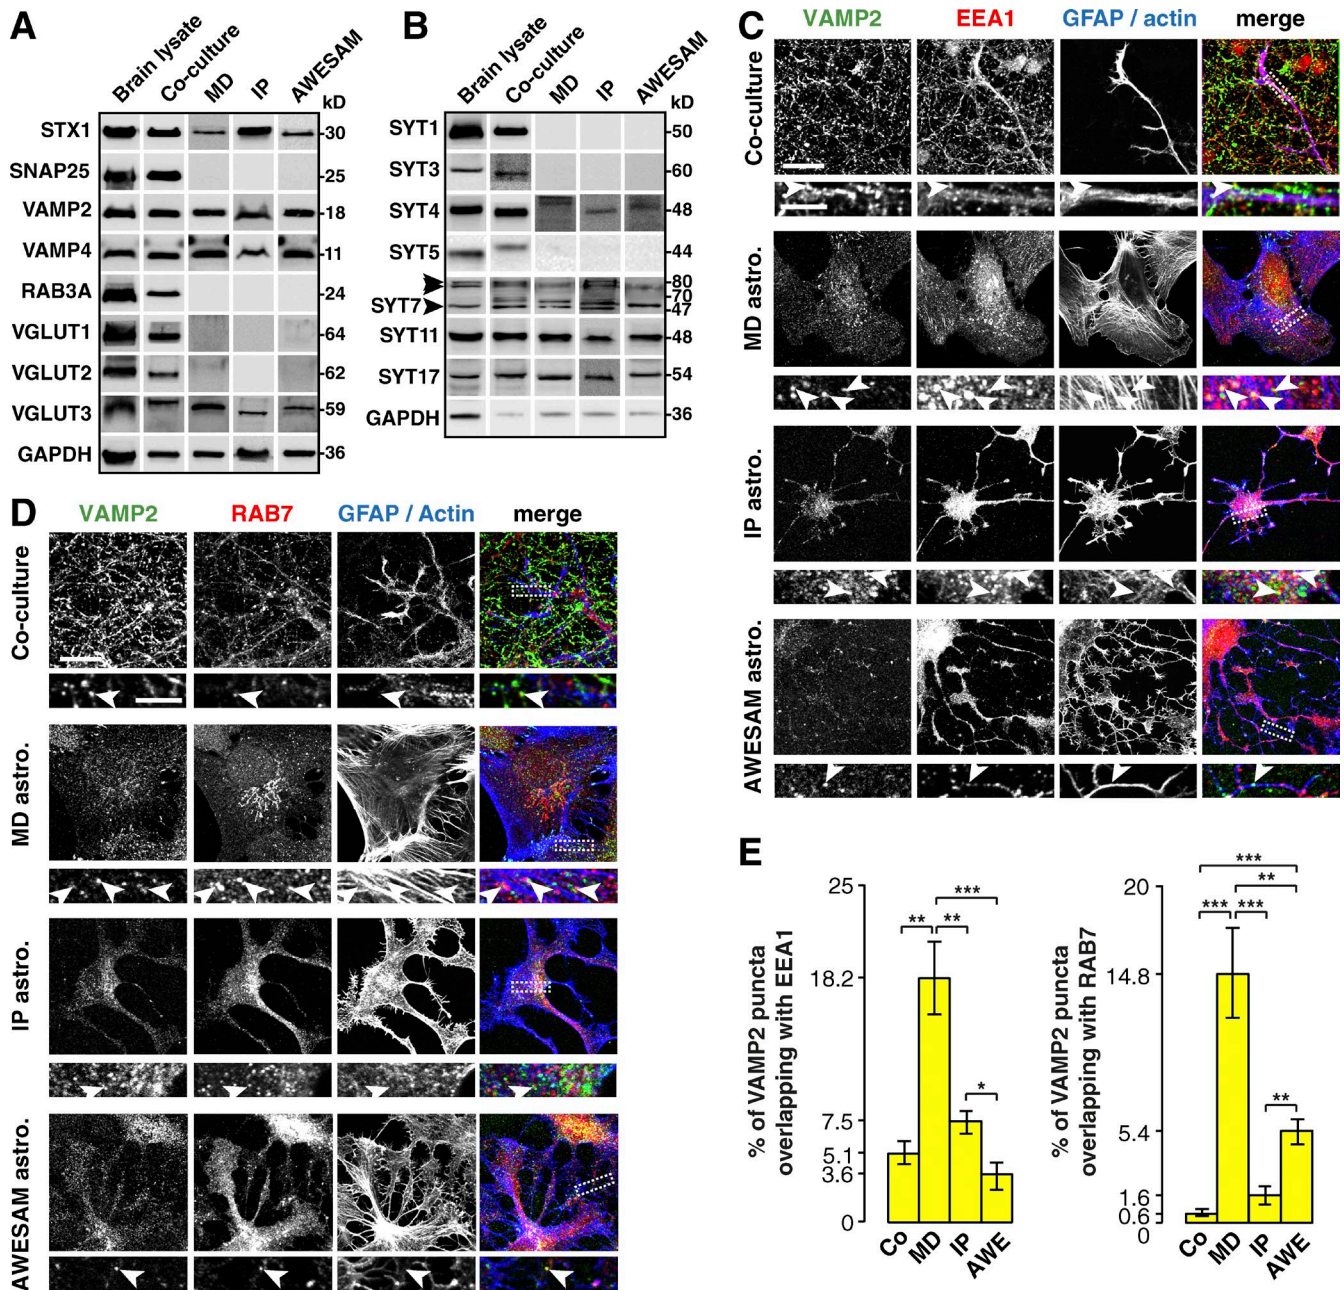 A
Brain lysate
Co-culture
MD
IP
AWESAM
kD
STX1
-30
SNAP25
-25
VAMP2
-18
VAMP4
-11
RAB3A
-24
VGLUT1
-64
VGLUT2
-62
VGLUT3
-59
GAPDH
-36
B
Brain lysate
Co-culture
MD
IP
AWESAM
kD
SYT1
-50
SYT3
-60
SYT4
-48
SYT5
-44
-80
-70
SYT7
-47
SYT11
-48
SYT17
-54
GAPDH
-36
C
VAMP2
EEA1
GFAP / actin
merge
Co-culture
MD astro.
IP astro.
AWESAM astro.
D
VAMP2
RAB7
GFAP / Actin
merge
Co-culture
MD astro.
IP astro.
AWESAM astro.
E
% of VAMP2 puncta
overlapping with EEA1
25
18.2
7.5
5.1
3.6
0
** ** ***
*
Co
MD
IP
AWE
% of VAMP2 puncta
overlapping with RAB7
20
14.8
5.4
1.6
0.6
0
***
**
*** ***
**
Co
MD
IP
AWE